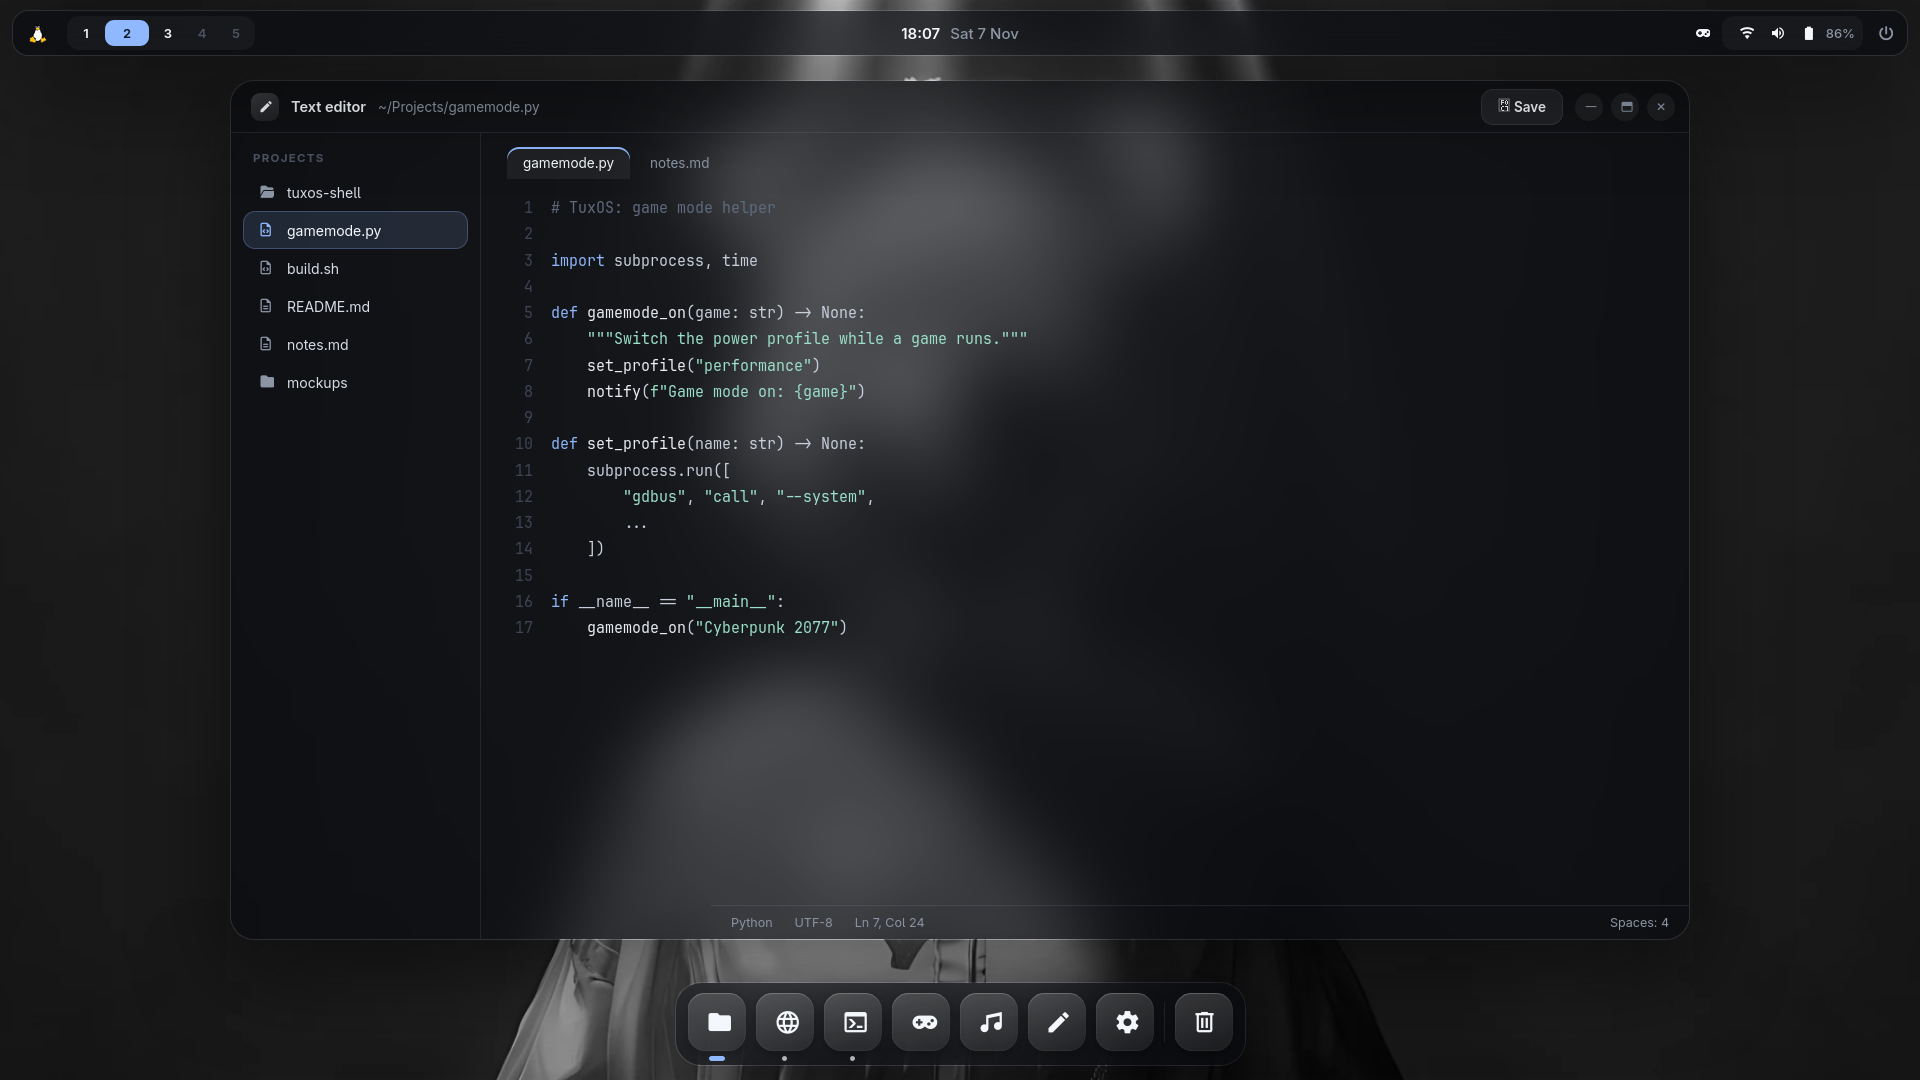 1 2 3 4 5
18:07 Sat 7 Nov
86%
Text editor ~/Projects/gamemode.py
Save
PROJECTS
tuxos-shell
gamemode.py
build.sh
README.md
notes.md
mockups
gamemode.py notes.md
1 # TuxOS: game mode helper
2
3 import subprocess, time
4
5 def gamemode_on(game: str) -> None:
6     """Switch the power profile while a game runs."""
7     set_profile("performance")
8     notify(f"Game mode on: {game}")
9
10 def set_profile(name: str) -> None:
11     subprocess.run([
12         "gdbus", "call", "--system",
13         ...
14     ])
15
16 if __name__ == "__main__":
17     gamemode_on("Cyberpunk 2077")
Python UTF-8 Ln 7, Col 24 Spaces: 4